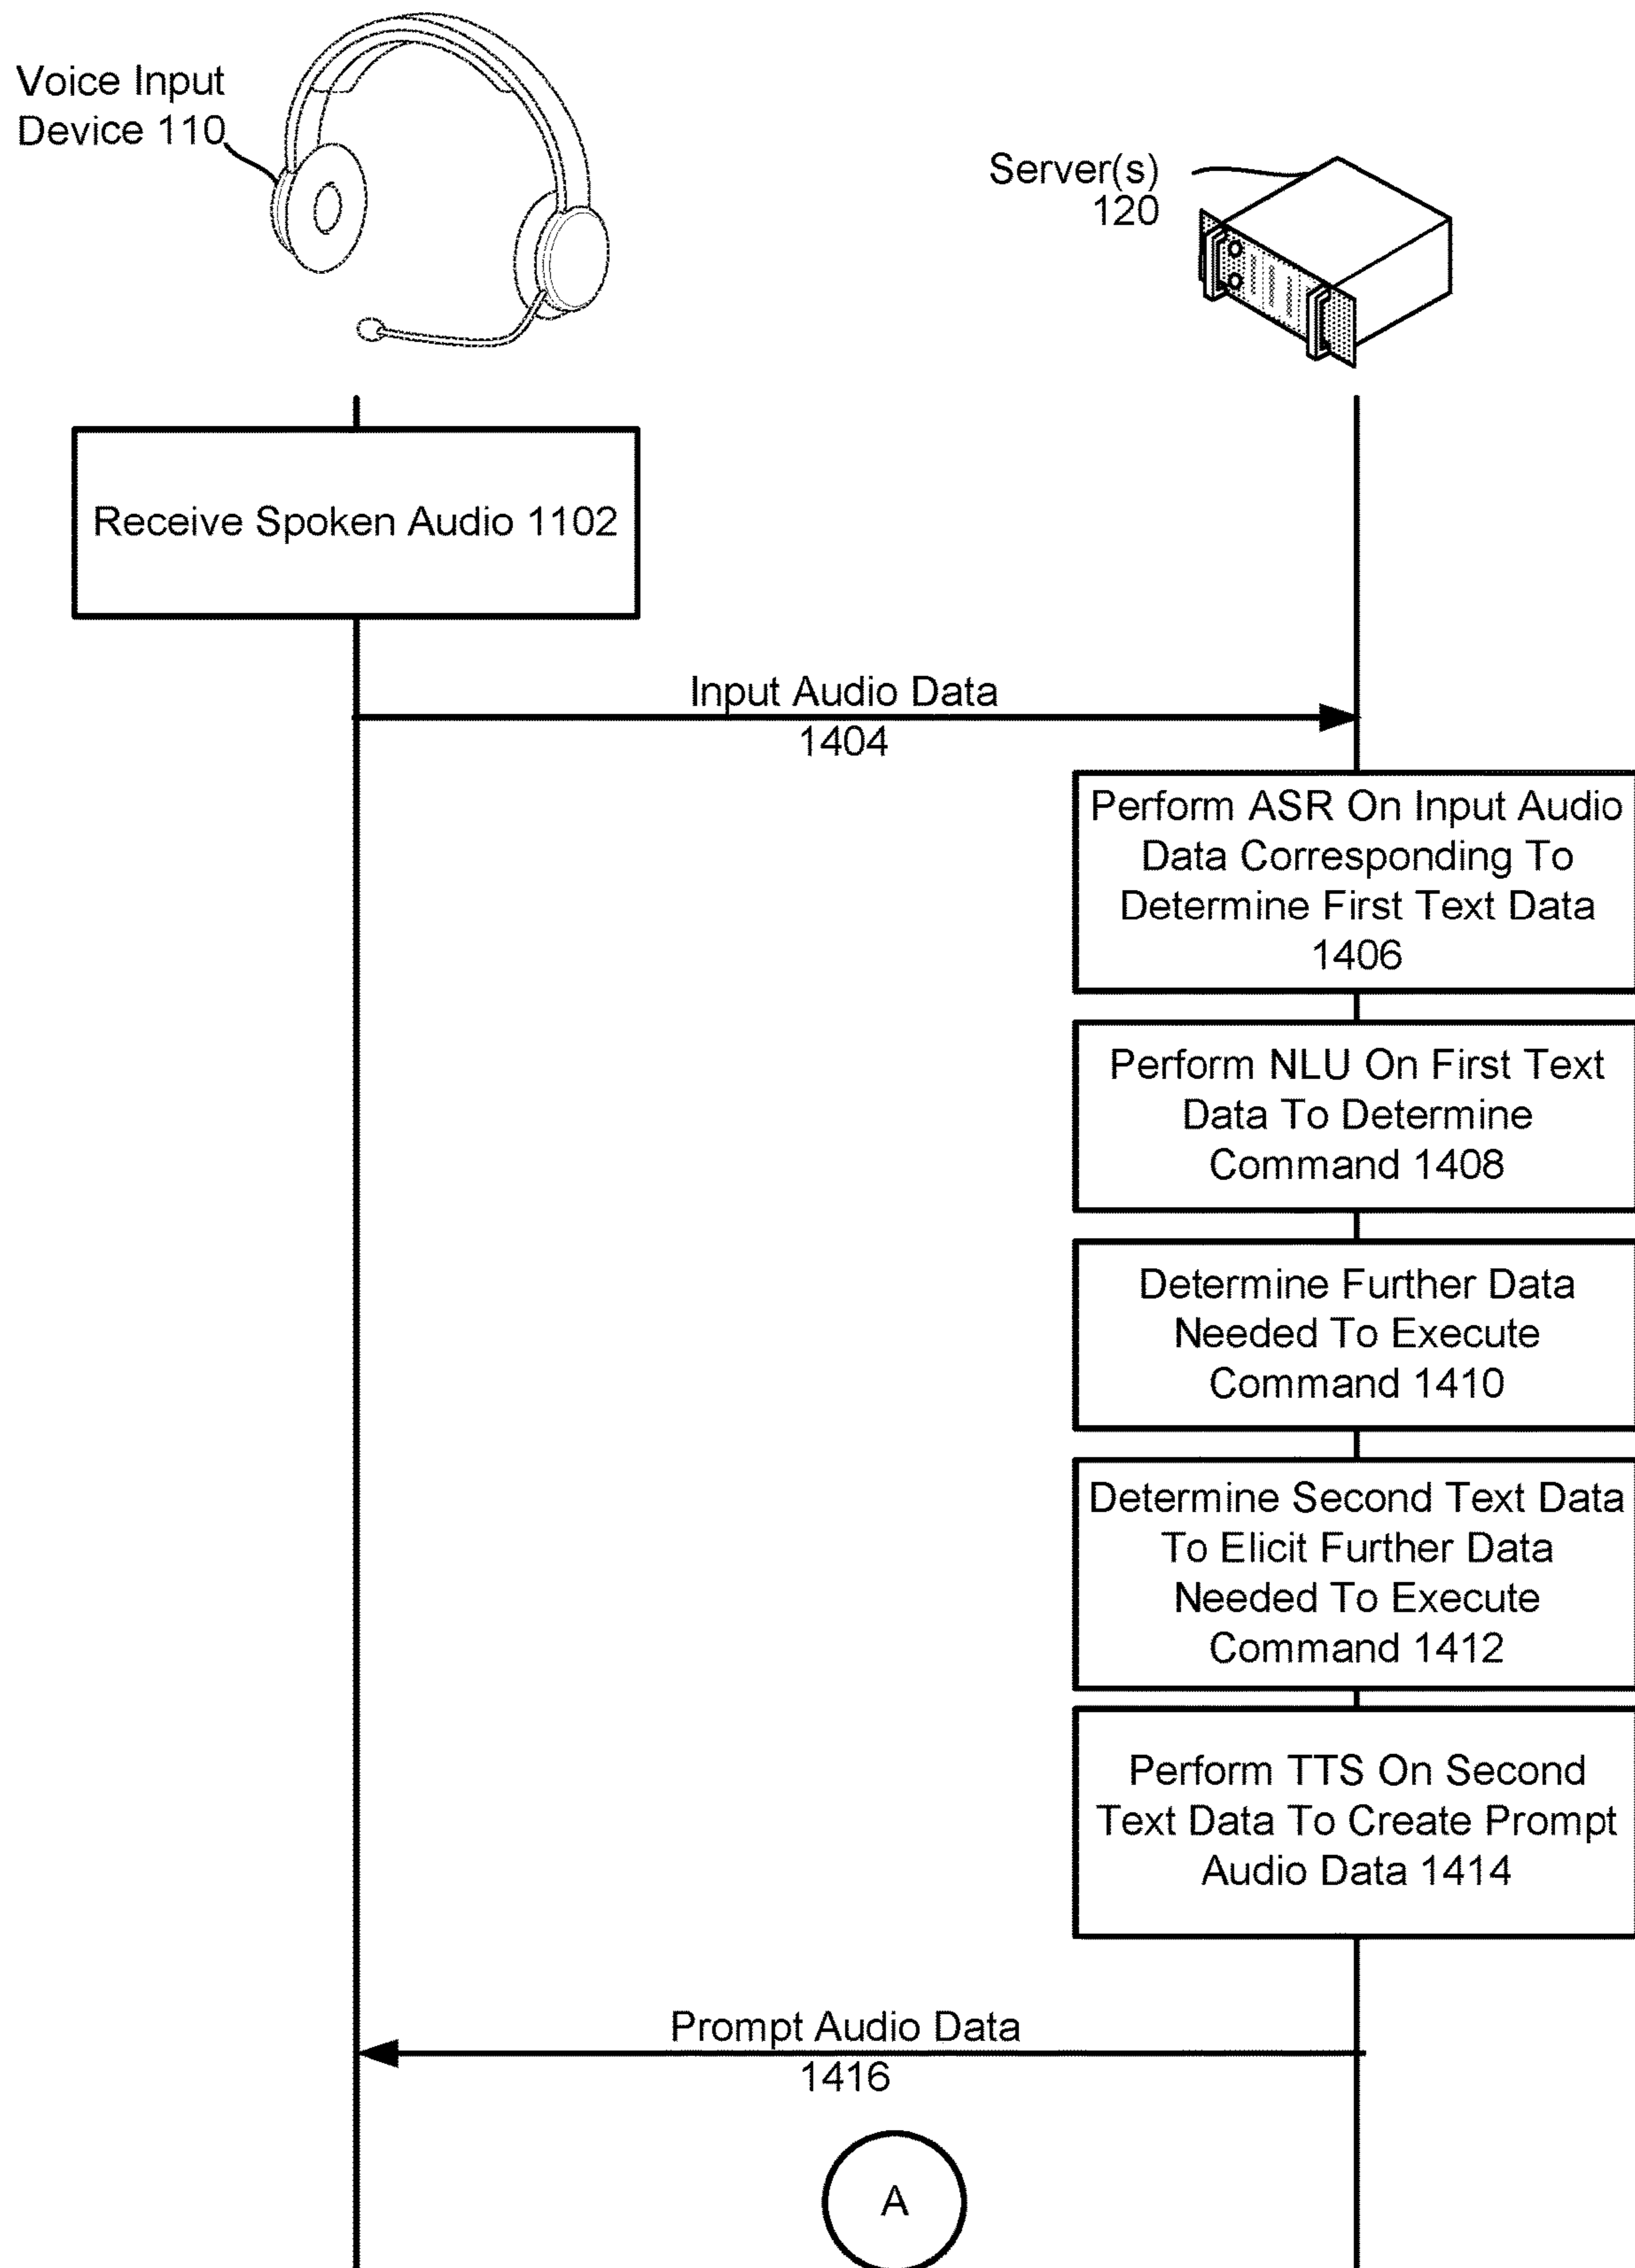 Voice Input
Device 110
Server(s)
120
Receive Spoken Audio 1102
Input Audio Data
1404
Perform ASR On Input Audio
Data Corresponding To
Determine First Text Data
1406
Perform NLU On First Text
Data To Determine
Command 1408
Determine Further Data
Needed To Execute
Command 1410
Determine Second Text Data
To Elicit Further Data
Needed To Execute
Command 1412
Perform TTS On Second
Text Data To Create Prompt
Audio Data 1414
Prompt Audio Data
1416
A